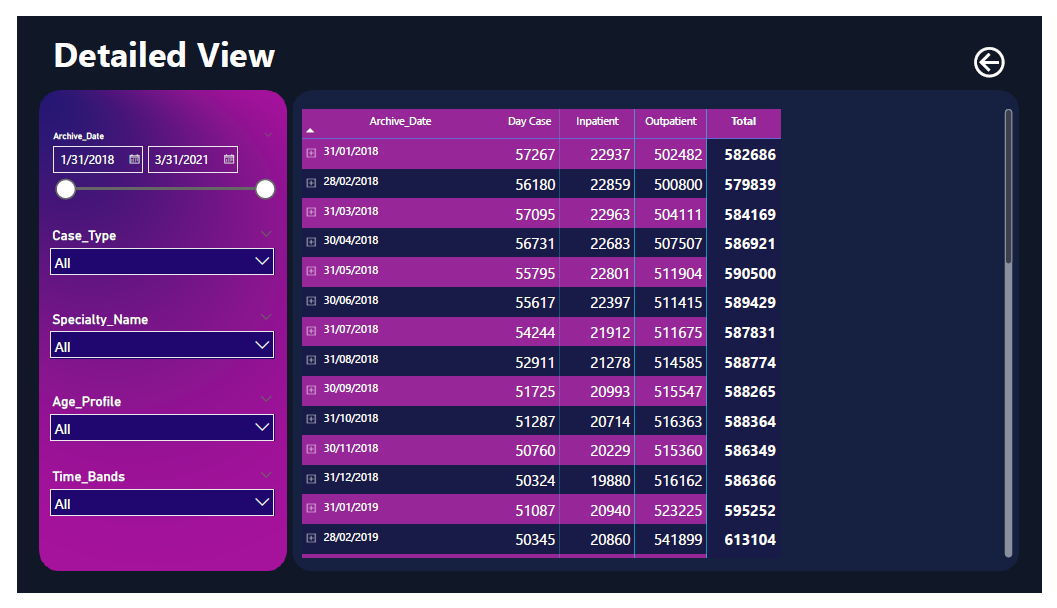 Detailed View
Archive_Date
1/31/2018 3/31/2021
Case_Type
All
Specialty_Name
All
Age_Profile
All
Time_Bands
All
Archive_Date Day Case Inpatient Outpatient Total
31/01/2018 57267 22937 502482 582686
28/02/2018 56180 22859 500800 579839
31/03/2018 57095 22963 504111 584169
30/04/2018 56731 22683 507507 586921
31/05/2018 55795 22801 511904 590500
30/06/2018 55617 22397 511415 589429
31/07/2018 54244 21912 511675 587831
31/08/2018 52911 21278 514585 588774
30/09/2018 51725 20993 515547 588265
31/10/2018 51287 20714 516363 588364
30/11/2018 50760 20229 515360 586349
31/12/2018 50324 19880 516162 586366
31/01/2019 51087 20940 523225 595252
28/02/2019 50345 20860 541899 613104